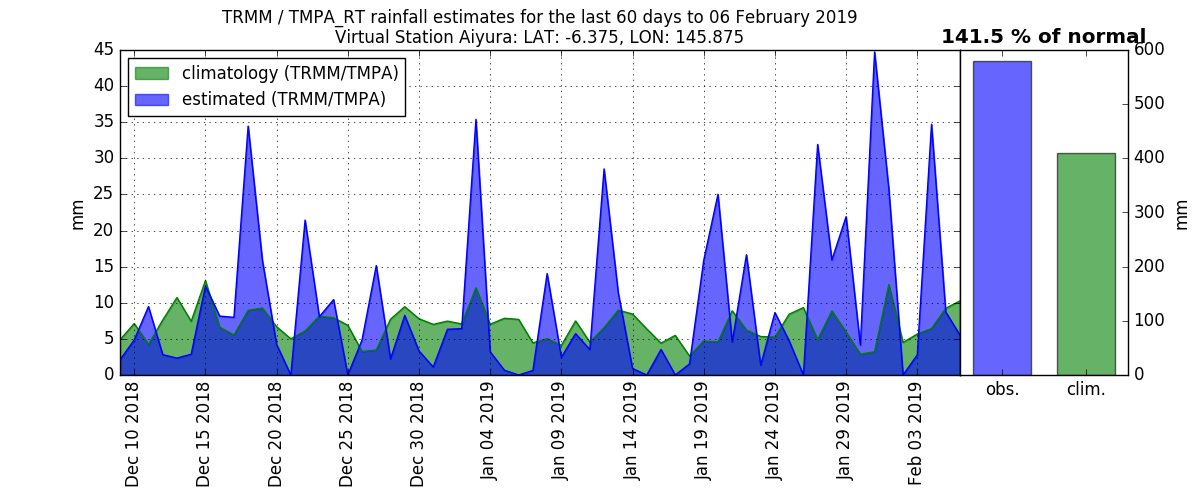 TRMM / TMPA_RT rainfall estimates for the last 60 days to 06 February 2019
Virtual Station Aiyura: LAT: -6.375, LON: 145.875
141.5 % of normal
climatology (TRMM/TMPA)
estimated (TRMM/TMPA)
mm
45
40
35
30
25
20
15
10
5
0
Dec 10 2018
Dec 15 2018
Dec 20 2018
Dec 25 2018
Dec 30 2018
Jan 04 2019
Jan 09 2019
Jan 14 2019
Jan 19 2019
Jan 24 2019
Jan 29 2019
Feb 03 2019
obs.
clim.
600
500
400
300
200
100
0
mm